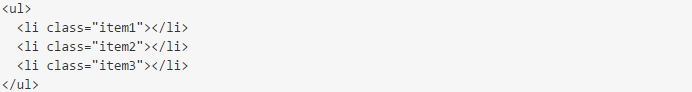 <ul>
  <li class="item1"></li>
  <li class="item2"></li>
  <li class="item3"></li>
</ul>